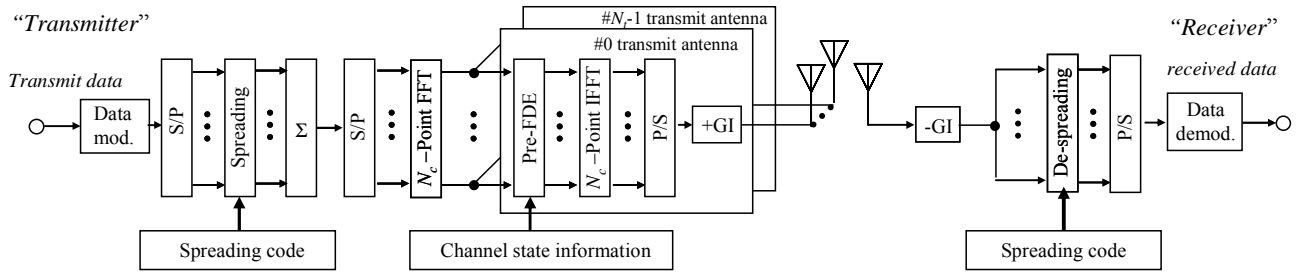 “Transmitter”
Transmit data
Data
mod.
S/P
Spreading
Σ
S/P
N_c –Point FFT
#N_t-1 transmit antenna
#0 transmit antenna
Pre-FDE
N_c –Point IFFT
P/S
+GI
Spreading code
Channel state information
“Receiver”
received data
-GI
De-spreading
P/S
Data
demod.
Spreading code